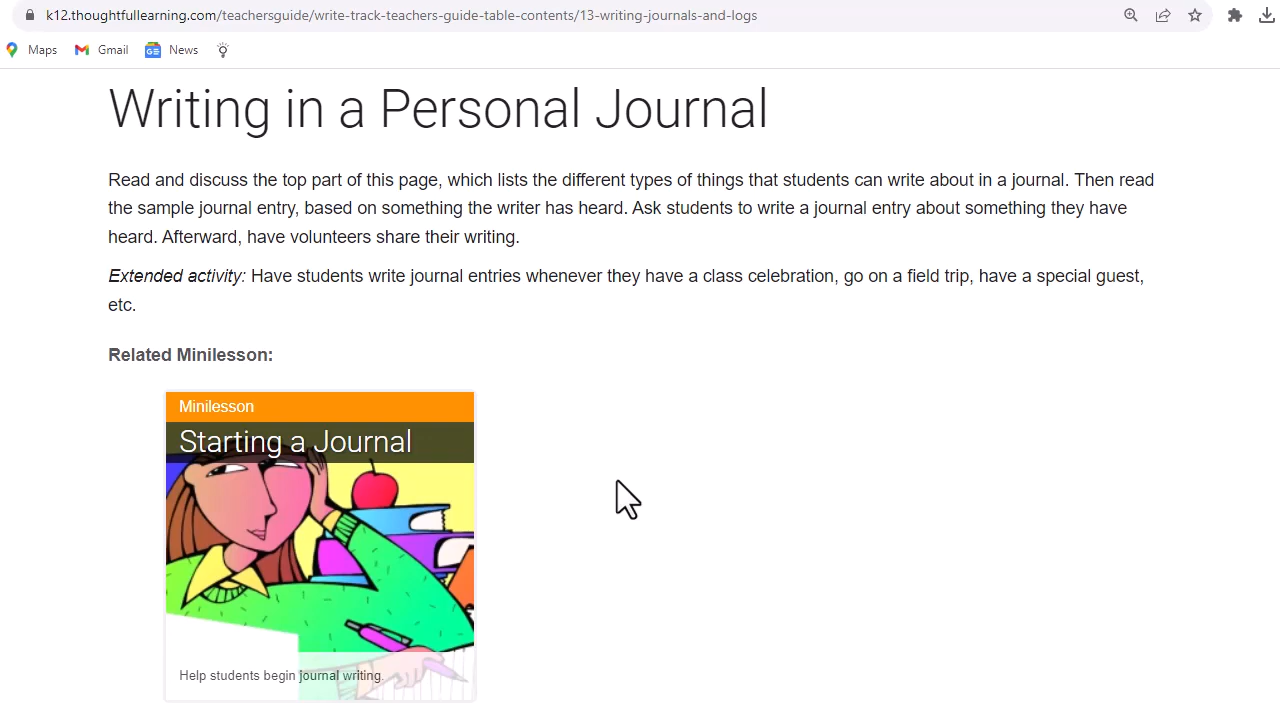 k12.thoughtfullearning.com/teachersguide/write-track-teachers-guide-table-contents/13-writing-journals-and-logs
Maps Gmail News
Writing in a Personal Journal
Read and discuss the top part of this page, which lists the different types of things that students can write about in a journal. Then read
the sample journal entry, based on something the writer has heard. Ask students to write a journal entry about something they have
heard. Afterward, have volunteers share their writing.
Extended activity: Have students write journal entries whenever they have a class celebration, go on a field trip, have a special guest,
etc.
Related Minilesson:
Minilesson
Starting a Journal
Help students begin journal writing.